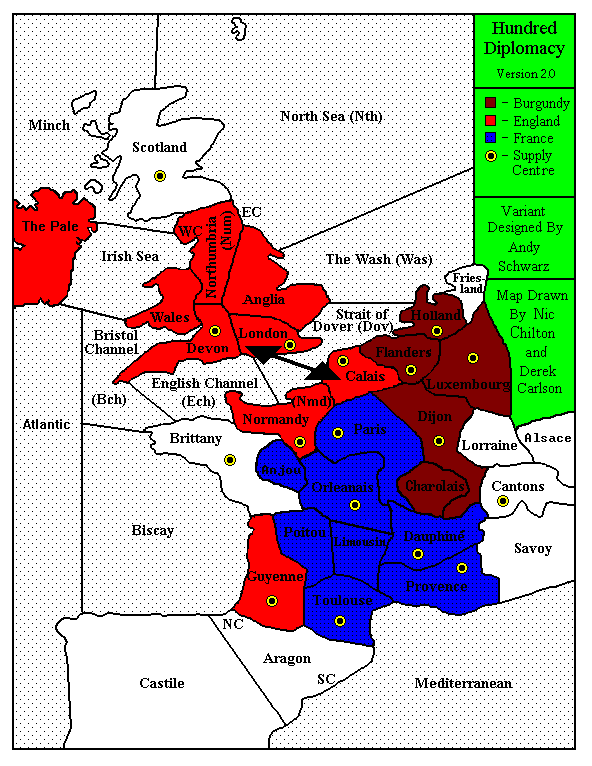 Hundred
Diplomacy
Version 2.0
- Burgundy
- England
- France
- Supply
Centre
Variant
Designed By
Andy
Schwarz
Map Drawn
By Nic
Chilton
and
Derek
Carlson
Minch
North Sea (Nth)
Scotland
The Pale
WC
EC
Northumbria
(Num)
Irish Sea
The Wash (Was)
Fries-
land
Anglia
Wales
Strait of
Dover (Dov)
Holland
Bristol
Channel
(Bch)
Devon
London
Flanders
Calais
Luxembourg
English Channel
(Ech)
(Nmd)
Normandy
Atlantic
Brittany
Paris
Dijon
Lorraine
Alsace
Anjou
Orleanais
Charolais
Cantons
Biscay
Poitou
Limousin
Dauphiné
Savoy
Guyenne
Toulouse
Provence
NC
Aragon
SC
Castile
Mediterranean